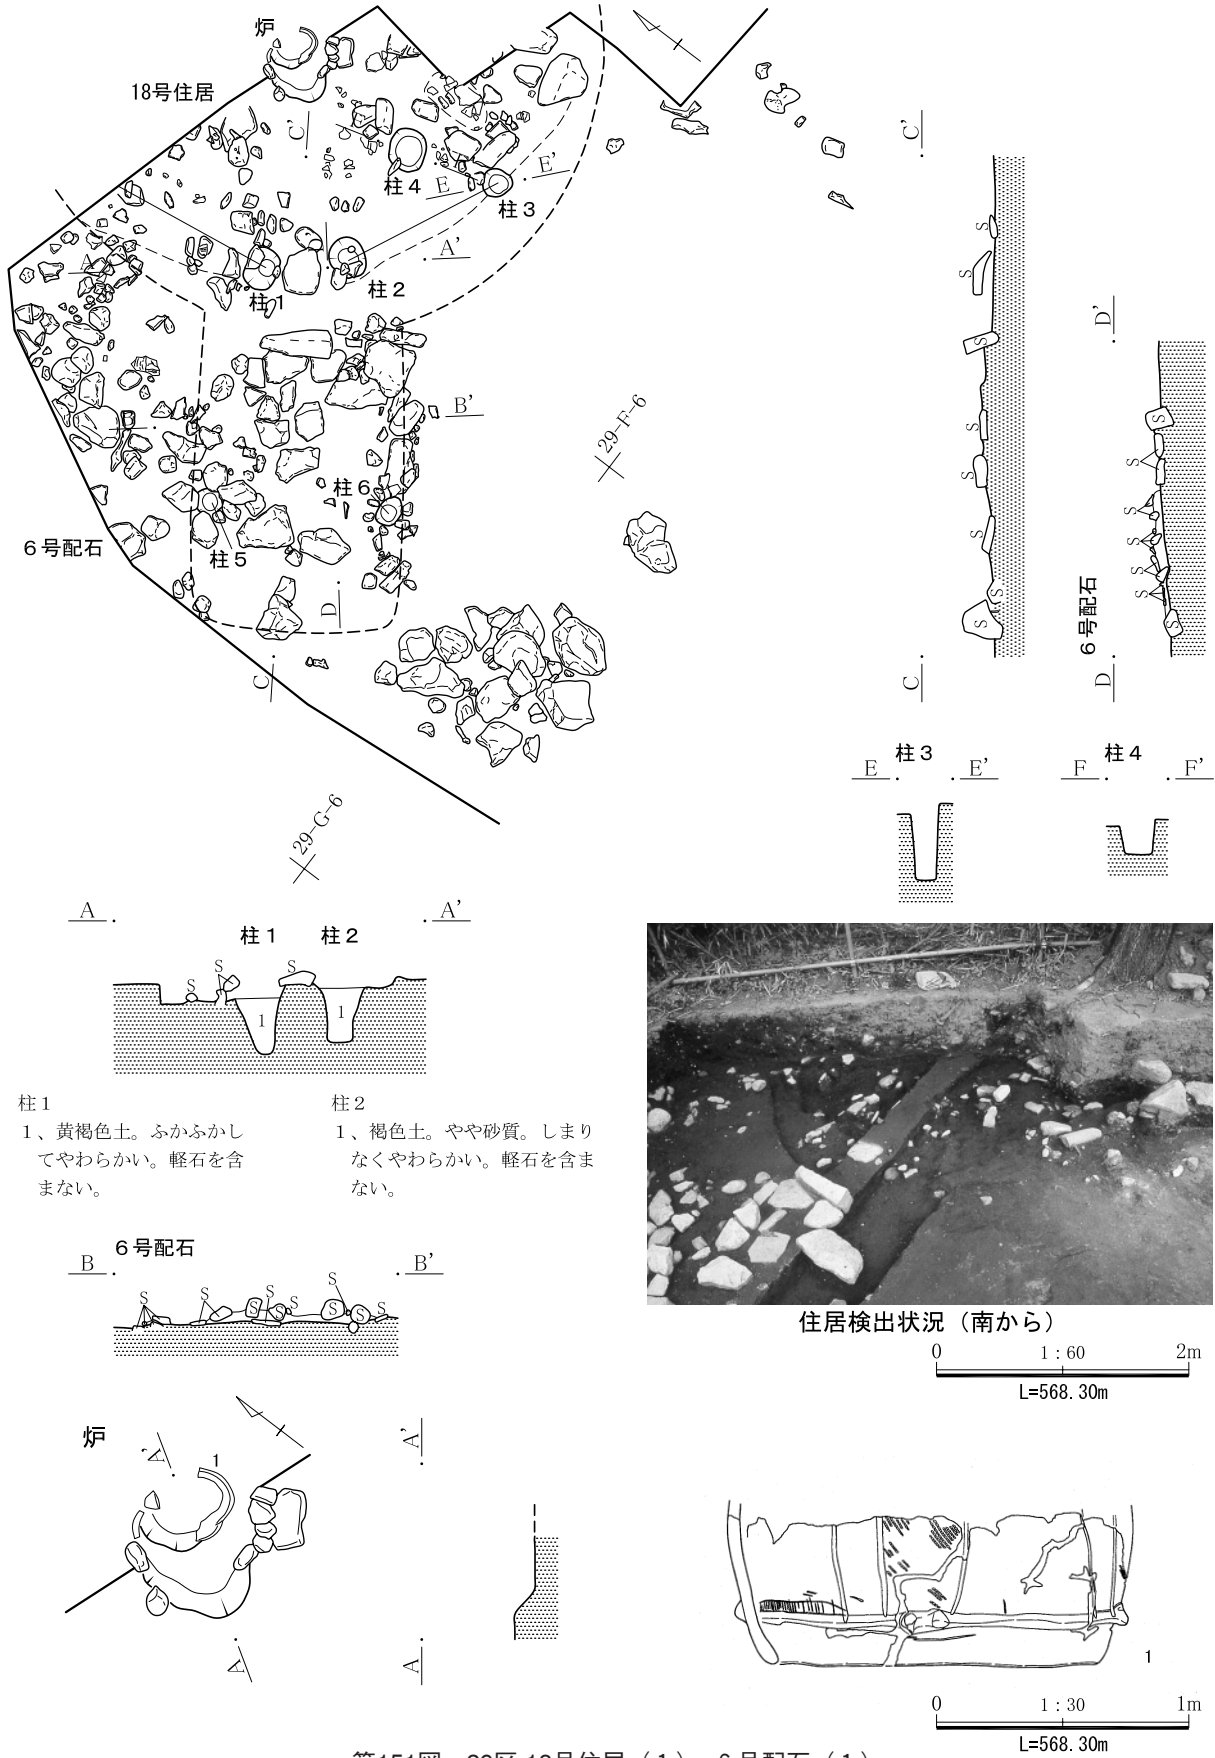 炉
18号住居
C'
柱4
E
E'
柱3
A'
A
柱1
柱2
B'
B
29-F-6
柱6
6号配石
柱5
D
C
29-G-6
C'
S
S
S
S
S
S
S
S
C
D'
S
S
S
S
S
S
6号配石
D
E
柱3
E'
F
柱4
F'
A
A'
柱1
柱2
S
S
S
1
1
柱1
1、黄褐色土。ふかふかし
てやわらかい。軽石を含
まない。
柱2
1、褐色土。やや砂質。しまり
なくやわらかい。軽石を含ま
ない。
6号配石
B
B'
S
S
S
S
S
S
S
S
S
S
住居検出状況（南から）
0
1：60
2m
L=568.30m
炉
A'
1
A'
A
A
1
0
1：30
1m
L=568.30m